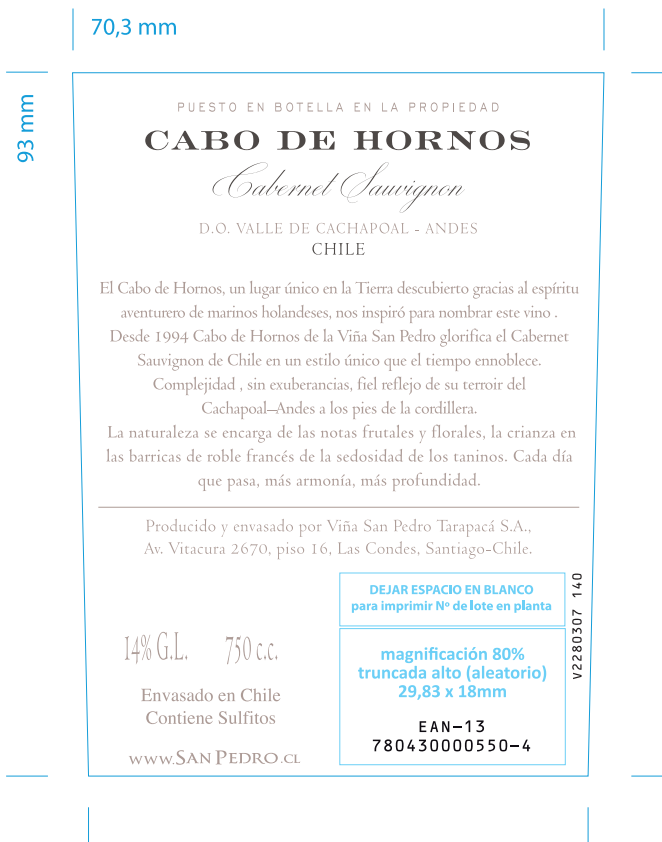 70,3 mm
93 mm
PUESTO EN BOTELLA EN LA PROPIEDAD
CABO DE HORNOS
Cabernet Sauvignon
D.O. VALLE DE CACHAPOAL - ANDES
CHILE
El Cabo de Hornos, un lugar único en la Tierra descubierto gracias al espíritu
aventurero de marinos holandeses, nos inspiró para nombrar este vino .
Desde 1994 Cabo de Hornos de la Viña San Pedro glorifica el Cabernet
Sauvignon de Chile en un estilo único que el tiempo ennoblece.
Complejidad , sin exuberancias, fiel reflejo de su terroir del
Cachapoal–Andes a los pies de la cordillera.
La naturaleza se encarga de las notas frutales y florales, la crianza en
las barricas de roble francés de la sedosidad de los taninos. Cada día
que pasa, más armonía, más profundidad.
Producido y envasado por Viña San Pedro Tarapacá S.A.,
Av. Vitacura 2670, piso 16, Las Condes, Santiago-Chile.
14% G.L. 750 c.c.
Envasado en Chile
Contiene Sulfitos
www.SAN PEDRO.CL
DEJAR ESPACIO EN BLANCO
para imprimir Nº de lote en planta
magnificación 80%
truncada alto (aleatorio)
29,83 x 18mm
EAN-13
780430000550-4
V2280307 140